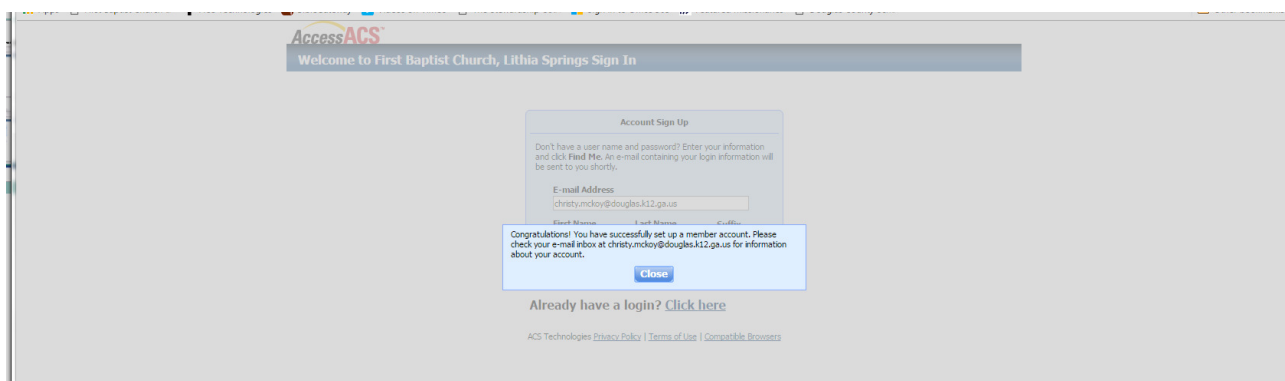 AccessACS
Welcome to First Baptist Church, Lithia Springs Sign In
Account Sign Up
Don't have a user name and password? Enter your information
and click Find Me. An e-mail containing your login information will
be sent to you shortly.
E-mail Address
christy.mckoy@douglas.k12.ga.us
First Name Last Name Suffix
Congratulations! You have successfully set up a member account. Please
check your e-mail inbox at christy.mckoy@douglas.k12.ga.us for information
about your account.
Close
Already have a login? Click here
ACS Technologies Privacy Policy | Terms of Use | Compatible Browsers